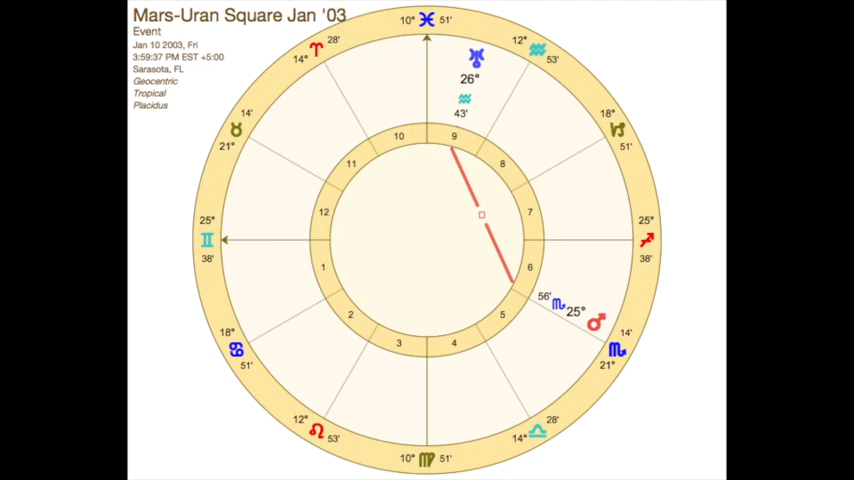 Mars-Uran Square Jan '03
Event
Jan 10 2003, Fri
3:59:37 PM EST +5:00
Sarasota, FL
Geocentric
Tropical
Placidus
10° ♓ 51'
12° ♒ 53'
18° ♑ 51'
25° ♐ 38'
14' ♏ 21°
28' ♎ 14°
10° ♍ 51'
12° ♌ 53'
18° ♋ 51'
25° ♊ 38'
14' ♉ 21°
28' ♈ 14°
♅
26°
♒
43'
56' ♏ 25° ♂
10
9
11
8
12
7
1
6
2
5
3
4